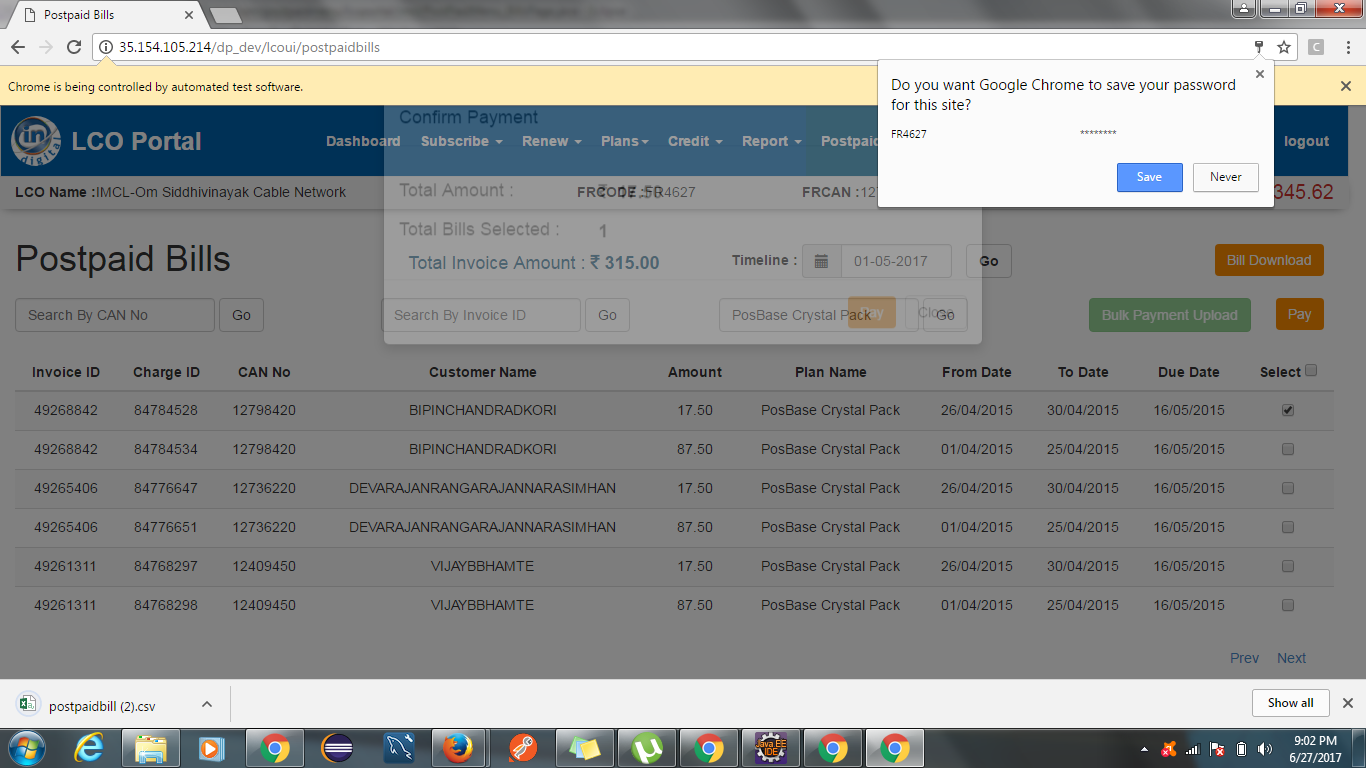 Postpaid Bills
35.154.105.214/dp_dev/lcoui/postpaidbills
C
Chrome is being controlled by automated test software.
Do you want Google Chrome to save your password
for this site?
FR4627 ********
Save Never
in
digital
LCO Portal
Confirm Payment
Dashboard Subscribe Renew Plans Credit Report Postpaid logout
LCO Name :IMCL-Om Siddhivinayak Cable Network
Total Amount : ₹ 17.50
FRCODE :FR4627 FRCAN :127 345.62
Total Bills Selected : 1
Postpaid Bills
Total Invoice Amount : ₹ 315.00
Timeline : 01-05-2017 Go
Bill Download
Search By CAN No Go
Search By Invoice ID Go
PosBase Crystal Pack Go
Pay Close
Bulk Payment Upload Pay
Invoice ID Charge ID CAN No Customer Name Amount Plan Name From Date To Date Due Date Select
49268842 84784528 12798420 BIPINCHANDRADKORI 17.50 PosBase Crystal Pack 26/04/2015 30/04/2015 16/05/2015
49268842 84784534 12798420 BIPINCHANDRADKORI 87.50 PosBase Crystal Pack 01/04/2015 25/04/2015 16/05/2015
49265406 84776647 12736220 DEVARAJANRANGARAJANNARASIMHAN 17.50 PosBase Crystal Pack 26/04/2015 30/04/2015 16/05/2015
49265406 84776651 12736220 DEVARAJANRANGARAJANNARASIMHAN 87.50 PosBase Crystal Pack 01/04/2015 25/04/2015 16/05/2015
49261311 84768297 12409450 VIJAYBBHAMTE 17.50 PosBase Crystal Pack 26/04/2015 30/04/2015 16/05/2015
49261311 84768298 12409450 VIJAYBBHAMTE 87.50 PosBase Crystal Pack 01/04/2015 25/04/2015 16/05/2015
Prev Next
postpaidbill (2).csv
Show all
Java EE
IDE
9:02 PM
6/27/2017